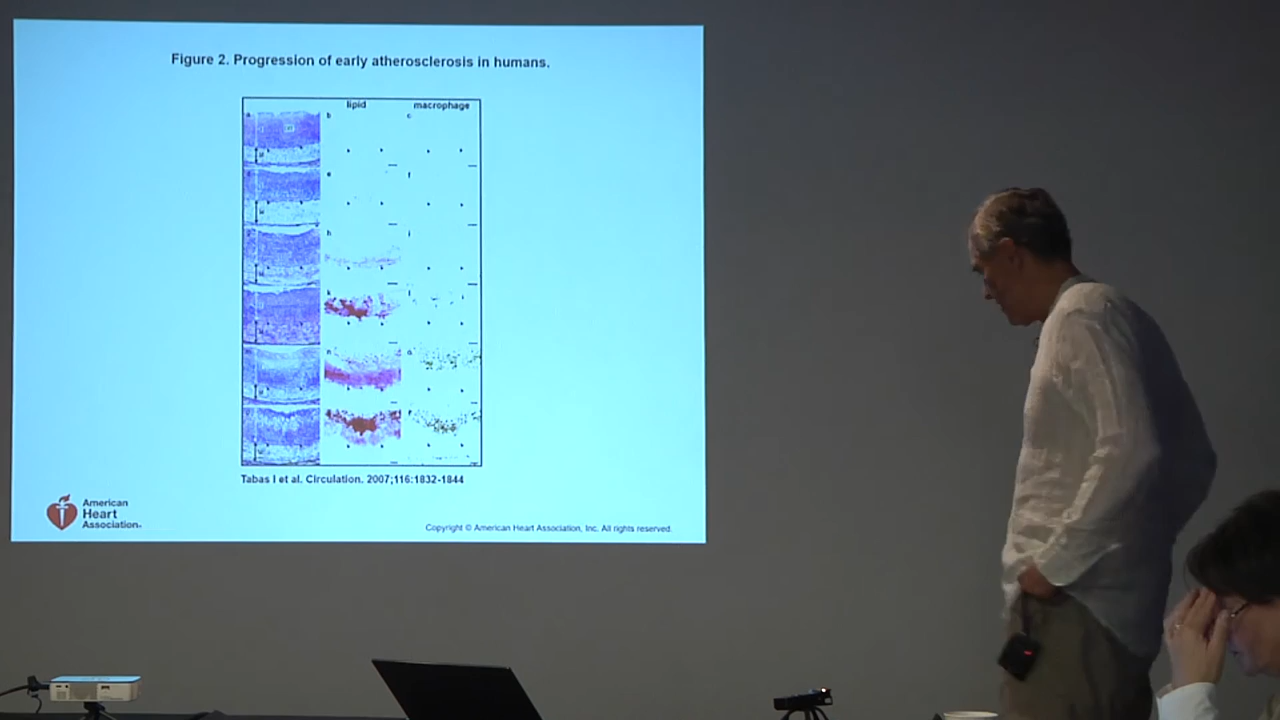 Figure 2. Progression of early atherosclerosis in humans.
lipid macrophage
Tabas I et al. Circulation. 2007;116:1832-1844
American
Heart
Association.
Copyright © American Heart Association, Inc. All rights reserved.